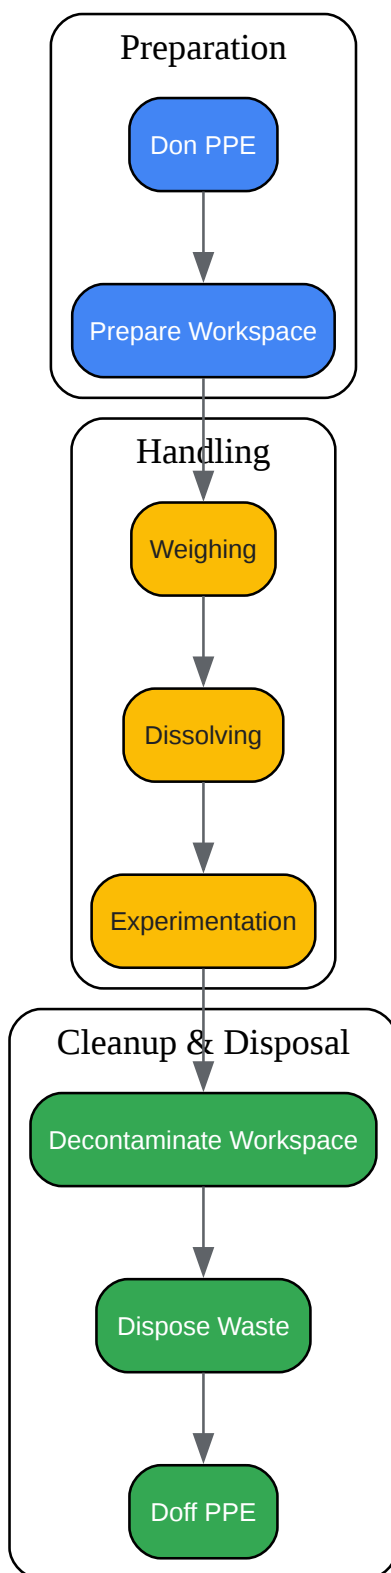 Preparation
Don PPE
Prepare Workspace
Handling
Weighing
Dissolving
Experimentation
Cleanup & Disposal
Decontaminate Workspace
Dispose Waste
Doff PPE